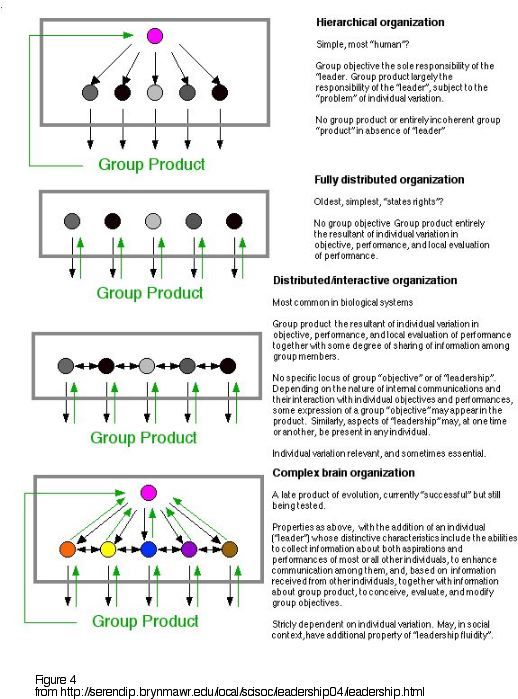 Hierarchical organization
Simple, most "human"?
Group objective the sole responsibility of the
"leader. Group product largely the
responsibility of the "leader", subject to the
"problem" of individual variation.
No group product or entirely incoherent group
"product" in absence of "leader"
Group Product
Fully distributed organization
Oldest, simplest, "states rights"?
No group objective Group product entirely
the resultant of individual variation in
objective, performance, and local evaluation
of performance.
Group Product
Distributed/interactive organization
Most common in biological systems
Group product the resultant of individual variation in
objective, performance, and local evaluation of performance
together with some degree of sharing of information among
group members.
No specific locus of group "objective" or of "leadership".
Depending on the nature of internal communications and
their interaction with individual objectives and performances,
some expression of a group "objective" may appear in the
product. Similarly, aspects of "leadership" may, at one time
or another, be present in any individual.
Individual variation relevant, and sometimes essential.
Group Product
Complex brain organization
A late product of evolution, currently "successful" but still
being tested.
Properties as above, with the addition of an individual
("leader") whose distinctive characteristics include the abilities
to collect information about both aspirations and
performances of most or all other individuals, to enhance
communication among them, and, based on information
received from other individuals, together with information
about group product, to conceive, evaluate, and modify
group objectives.
Stricly dependent on individual variation. May, in social
context, have additional property of "leadership fluidity".
Group Product
Figure 4
from http://serendip.brynmawr.edu/local/scisoc/leadership04/leadership.html